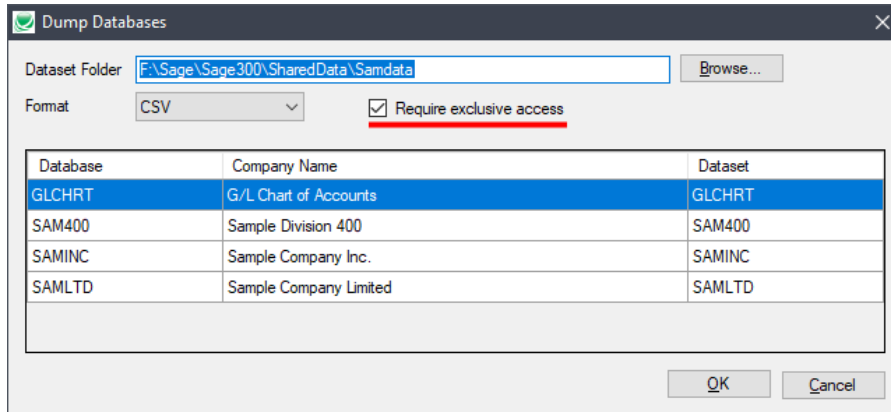 Dump Databases
Dataset Folder F:\Sage\Sage300\SharedData\Samdata Browse...
Format CSV Require exclusive access
Database Company Name Dataset
GLCHRT G/L Chart of Accounts GLCHRT
SAM400 Sample Division 400 SAM400
SAMINC Sample Company Inc. SAMINC
SAMLTD Sample Company Limited SAMLTD
OK Cancel